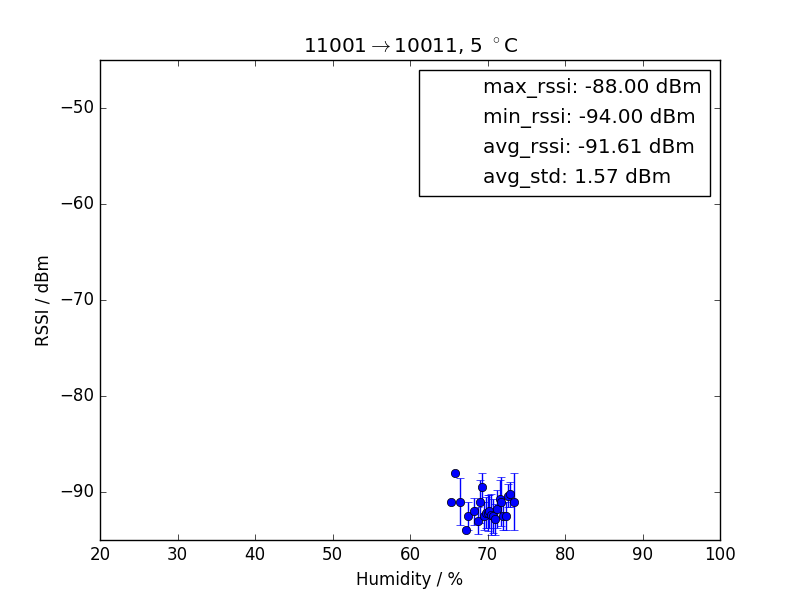 11001→10011, 5 °C
max_rssi: -88.00 dBm
min_rssi: -94.00 dBm
avg_rssi: -91.61 dBm
avg_std: 1.57 dBm
−50
−60
−70
−80
−90
RSSI / dBm
20 30 40 50 60 70 80 90 100
Humidity / %